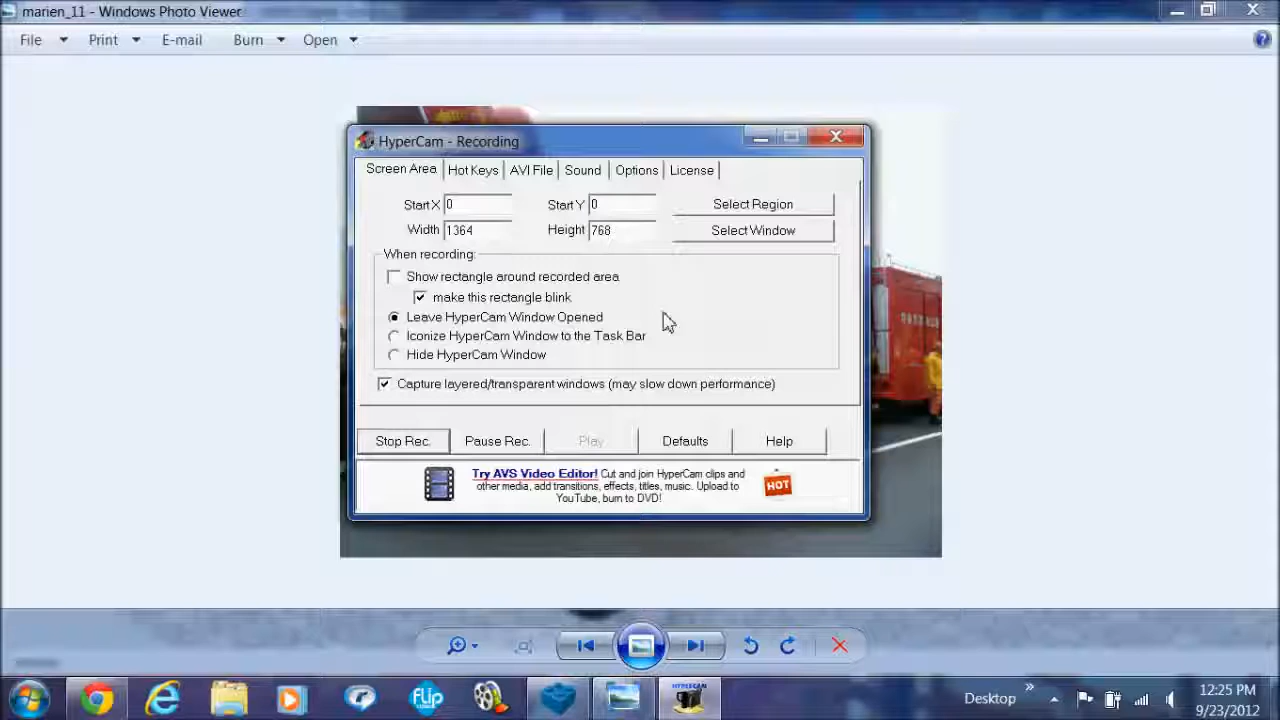 marien_11 - Windows Photo Viewer
File Print E-mail Burn Open
HyperCam - Recording
Screen Area Hot Keys AVI File Sound Options License
Start X 0 Start Y 0 Select Region
Width 1364 Height 768 Select Window
When recording:
Show rectangle around recorded area
make this rectangle blink
Leave HyperCam Window Opened
Iconize HyperCam Window to the Task Bar
Hide HyperCam Window
Capture layered/transparent windows (may slow down performance)
Stop Rec. Pause Rec. Play Defaults Help
Try AVS Video Editor! Cut and join HyperCam clips and
other media, add transitions, effects, titles, music. Upload to
YouTube, burn to DVD!
HOT
flip
HYPERCAM
Desktop »
12:25 PM
9/23/2012